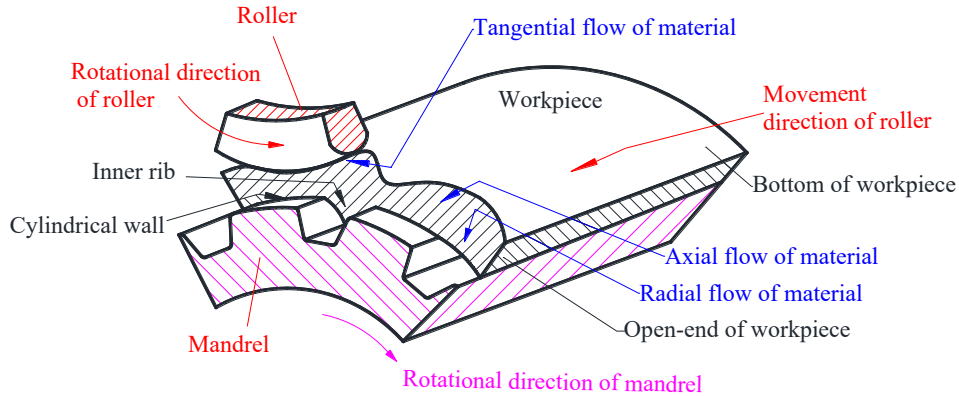 Roller
Tangential flow of material
Rotational direction
of roller
Workpiece
Movement
direction of roller
Inner rib
Bottom of workpiece
Cylindrical wall
Axial flow of material
Radial flow of material
Open-end of workpiece
Mandrel
Rotational direction of mandrel